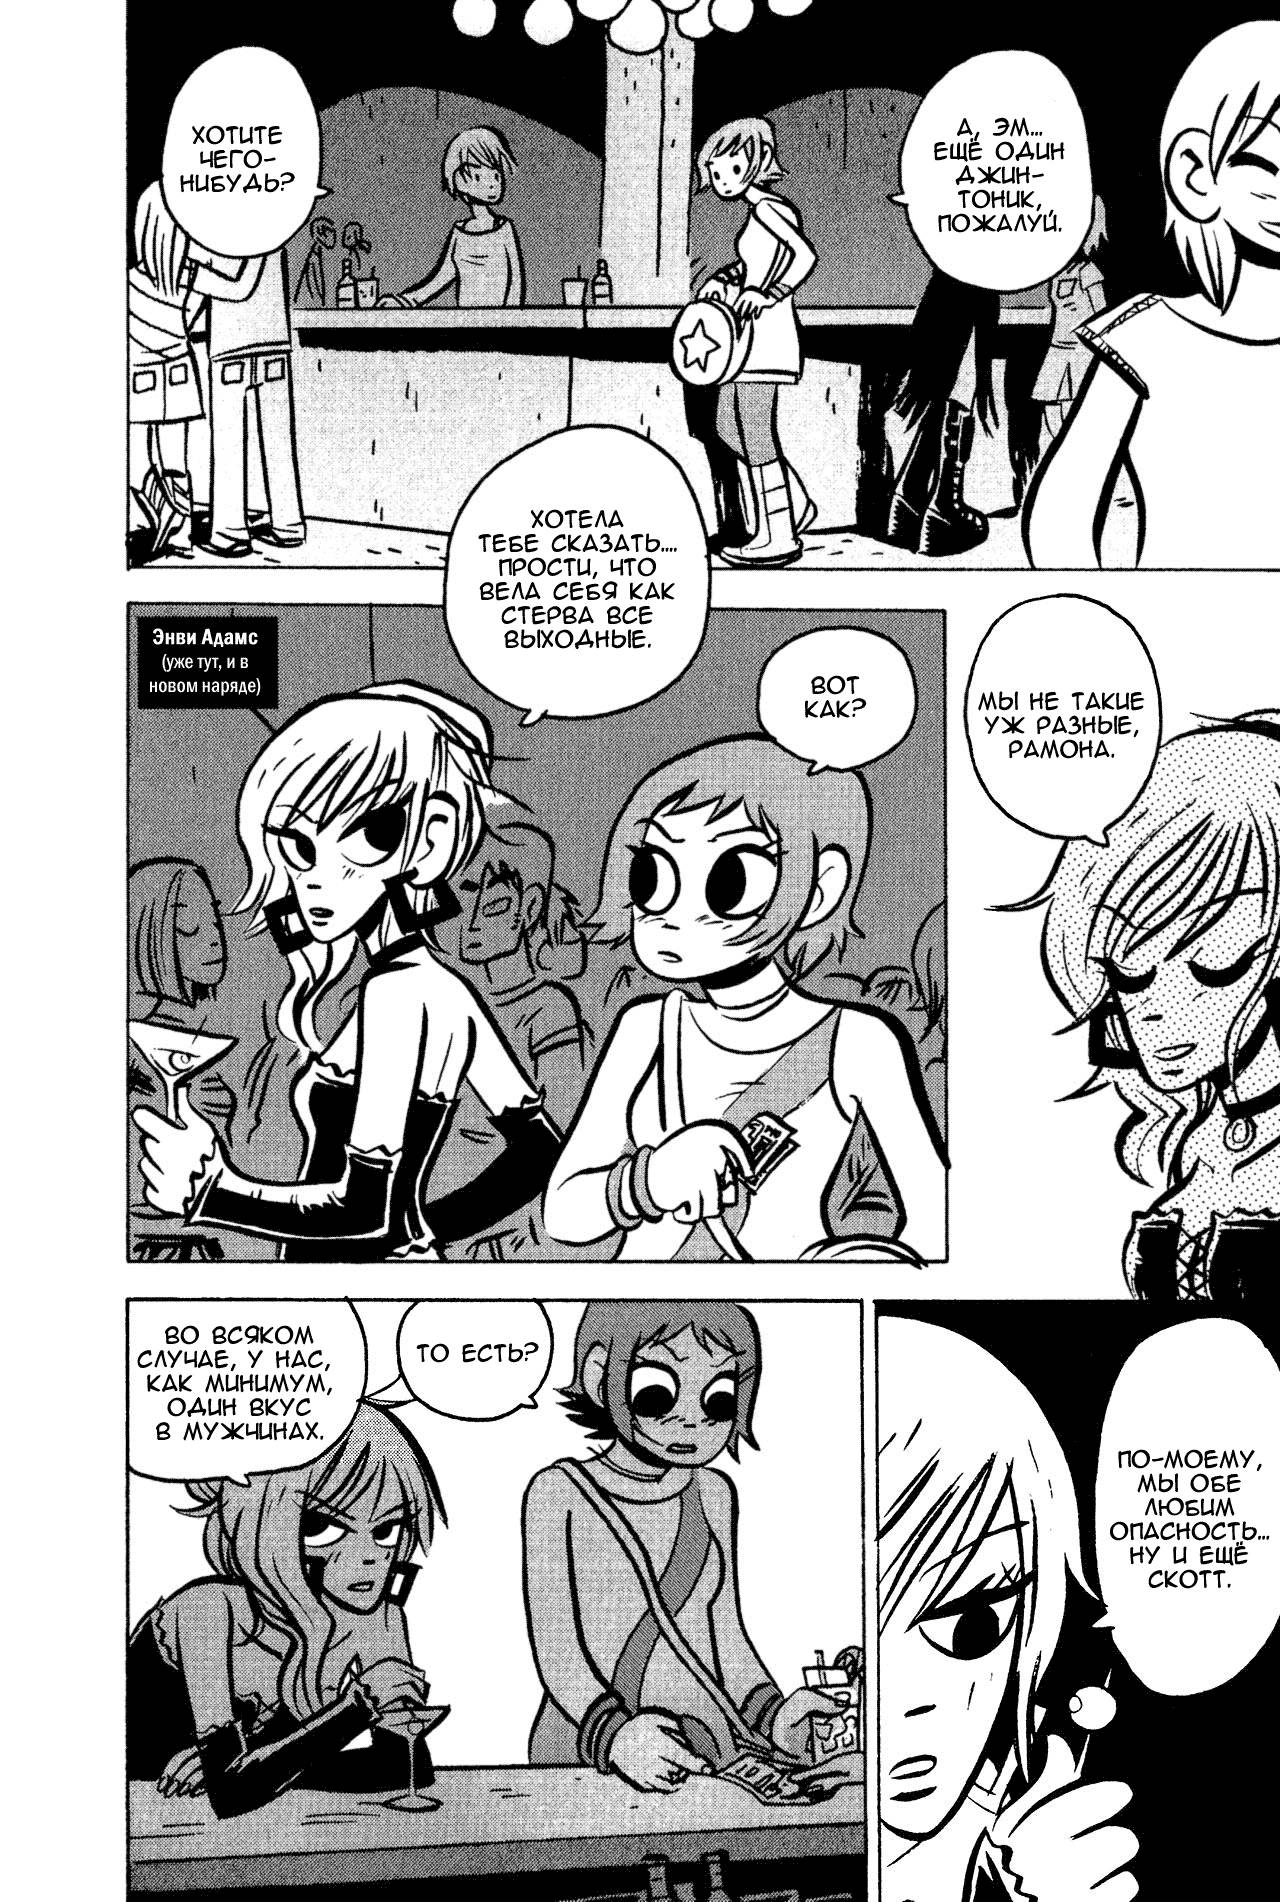 ХОТИТЕ
ЧЕГО-
НИБУДЬ?
А, ЭМ...
ЕЩЁ ОДИН
ДЖИН-
ТОНИК,
ПОЖАЛУЙ.
ХОТЕЛА
ТЕБЕ СКАЗАТЬ....
ПРОСТИ, ЧТО
ВЕЛА СЕБЯ КАК
СТЕРВА ВСЕ
ВЫХОДНЫЕ.
Энви Адамс
(уже тут, и в
новом наряде)
ВОТ
КАК?
МЫ НЕ ТАКИЕ
УЖ РАЗНЫЕ,
РАМОНА.
ВО ВСЯКОМ
СЛУЧАЕ, У НАС,
КАК МИНИМУМ,
ОДИН ВКУС
В МУЖЧИНАХ.
ТО ЕСТЬ?
ПО-МОЕМУ,
МЫ ОБЕ
ЛЮБИМ
ОПАСНОСТЬ...
НУ И ЕЩЁ
СКОТТ.